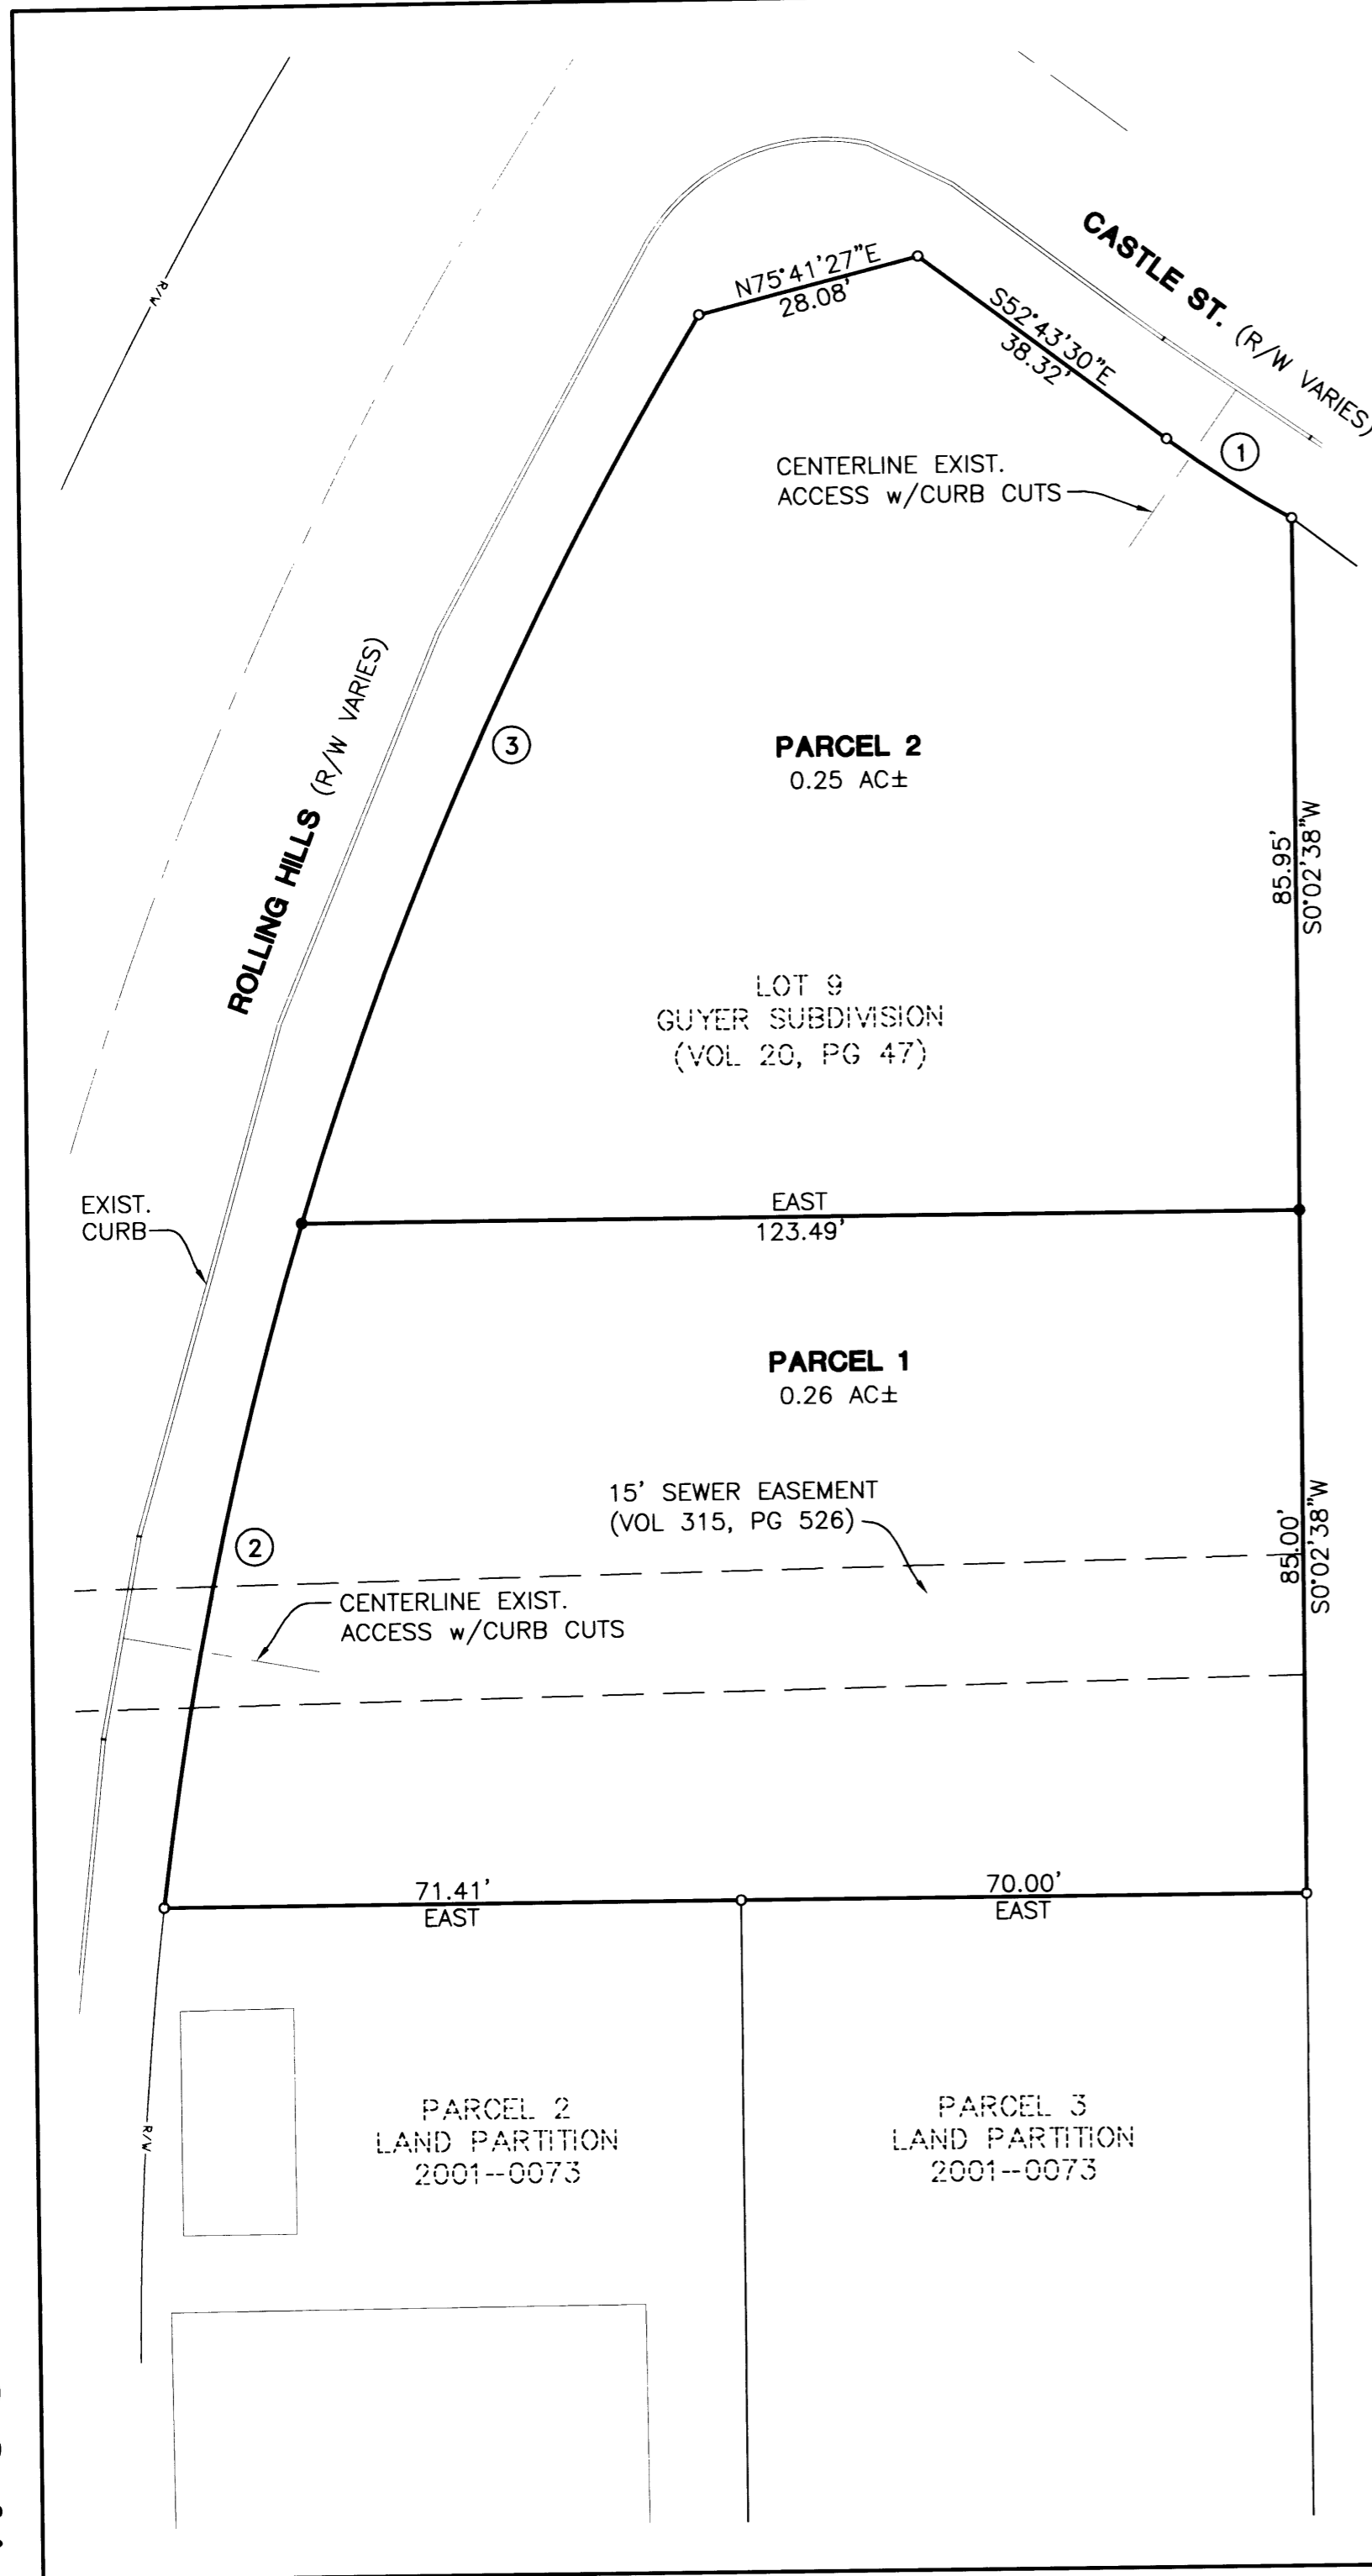 R/W
N75°41'27"E
28.08'
S52°43'30"E
38.32'
CASTLE ST. (R/W VARIES)
1
CENTERLINE EXIST.
ACCESS w/CURB CUTS
ROLLING HILLS (R/W VARIES)
3
PARCEL 2
0.25 AC±
85.95'
S0°02'38"W
LOT 9
GUYER SUBDIVISION
(VOL 20, PG 47)
EXIST.
CURB
EAST
123.49'
PARCEL 1
0.26 AC±
15' SEWER EASEMENT
(VOL 315, PG 526)
85.00'
S0°02'38"W
2
CENTERLINE EXIST.
ACCESS w/CURB CUTS
71.41'
EAST
70.00'
EAST
R/W
PARCEL 2
LAND PARTITION
2001--0073
PARCEL 3
LAND PARTITION
2001--0073